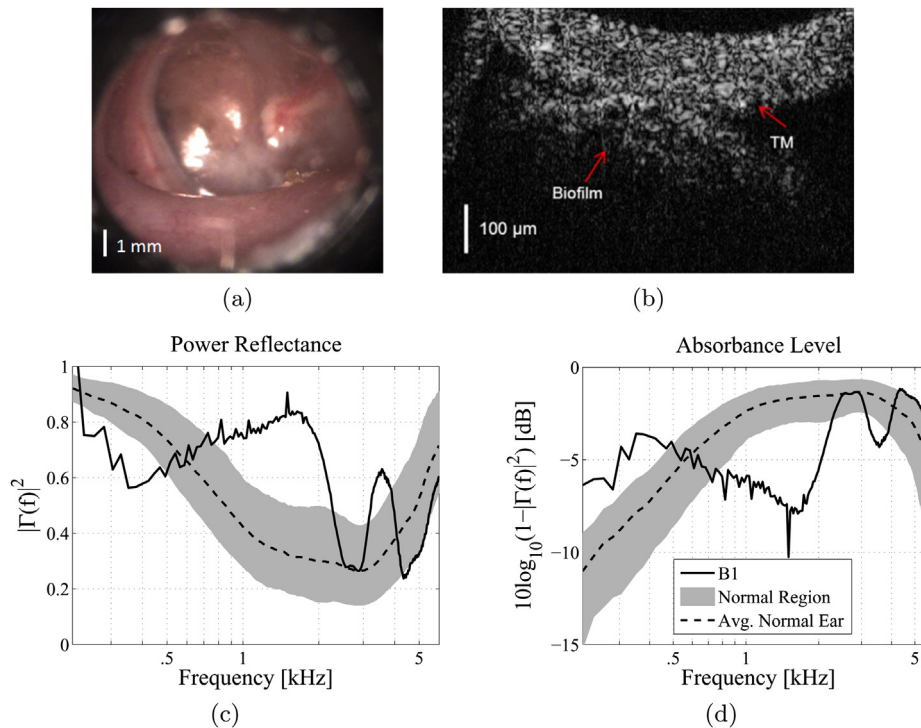 1 mm
Biofilm
TM
100 µm
(a)
(b)
Power Reflectance
|Γ(f)|²
1
0.8
0.6
0.4
0.2
0
.5
1
5
Frequency [kHz]
(c)
Absorbance Level
10log₁₀(1−|Γ(f)|²) [dB]
0
−5
−10
−15
B1
Normal Region
Avg. Normal Ear
.5
1
5
Frequency [kHz]
(d)